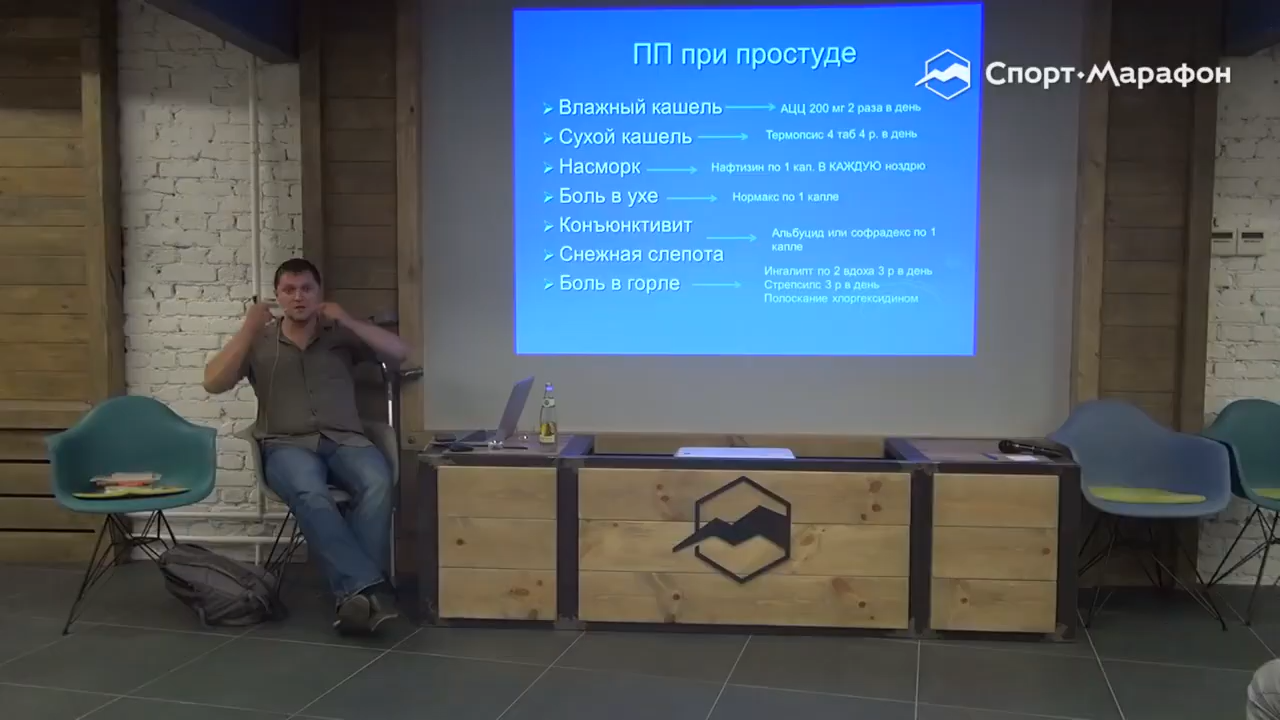 ПП при простуде
Спорт·Марафон
Влажный кашель
АЦЦ 200 мг 2 раза в день
Сухой кашель
Термопсис 4 таб 4 р. в день
Насморк
Нафтизин по 1 кап. В КАЖДУЮ ноздрю
Боль в ухе
Нормакс по 1 капле
Конъюнктивит
Снежная слепота
Альбуцид или софрадекс по 1
капле
Боль в горле
Ингалипт по 2 вдоха 3 р в день
Стрепсилс 3 р в день
Полоскание хлоргексидином